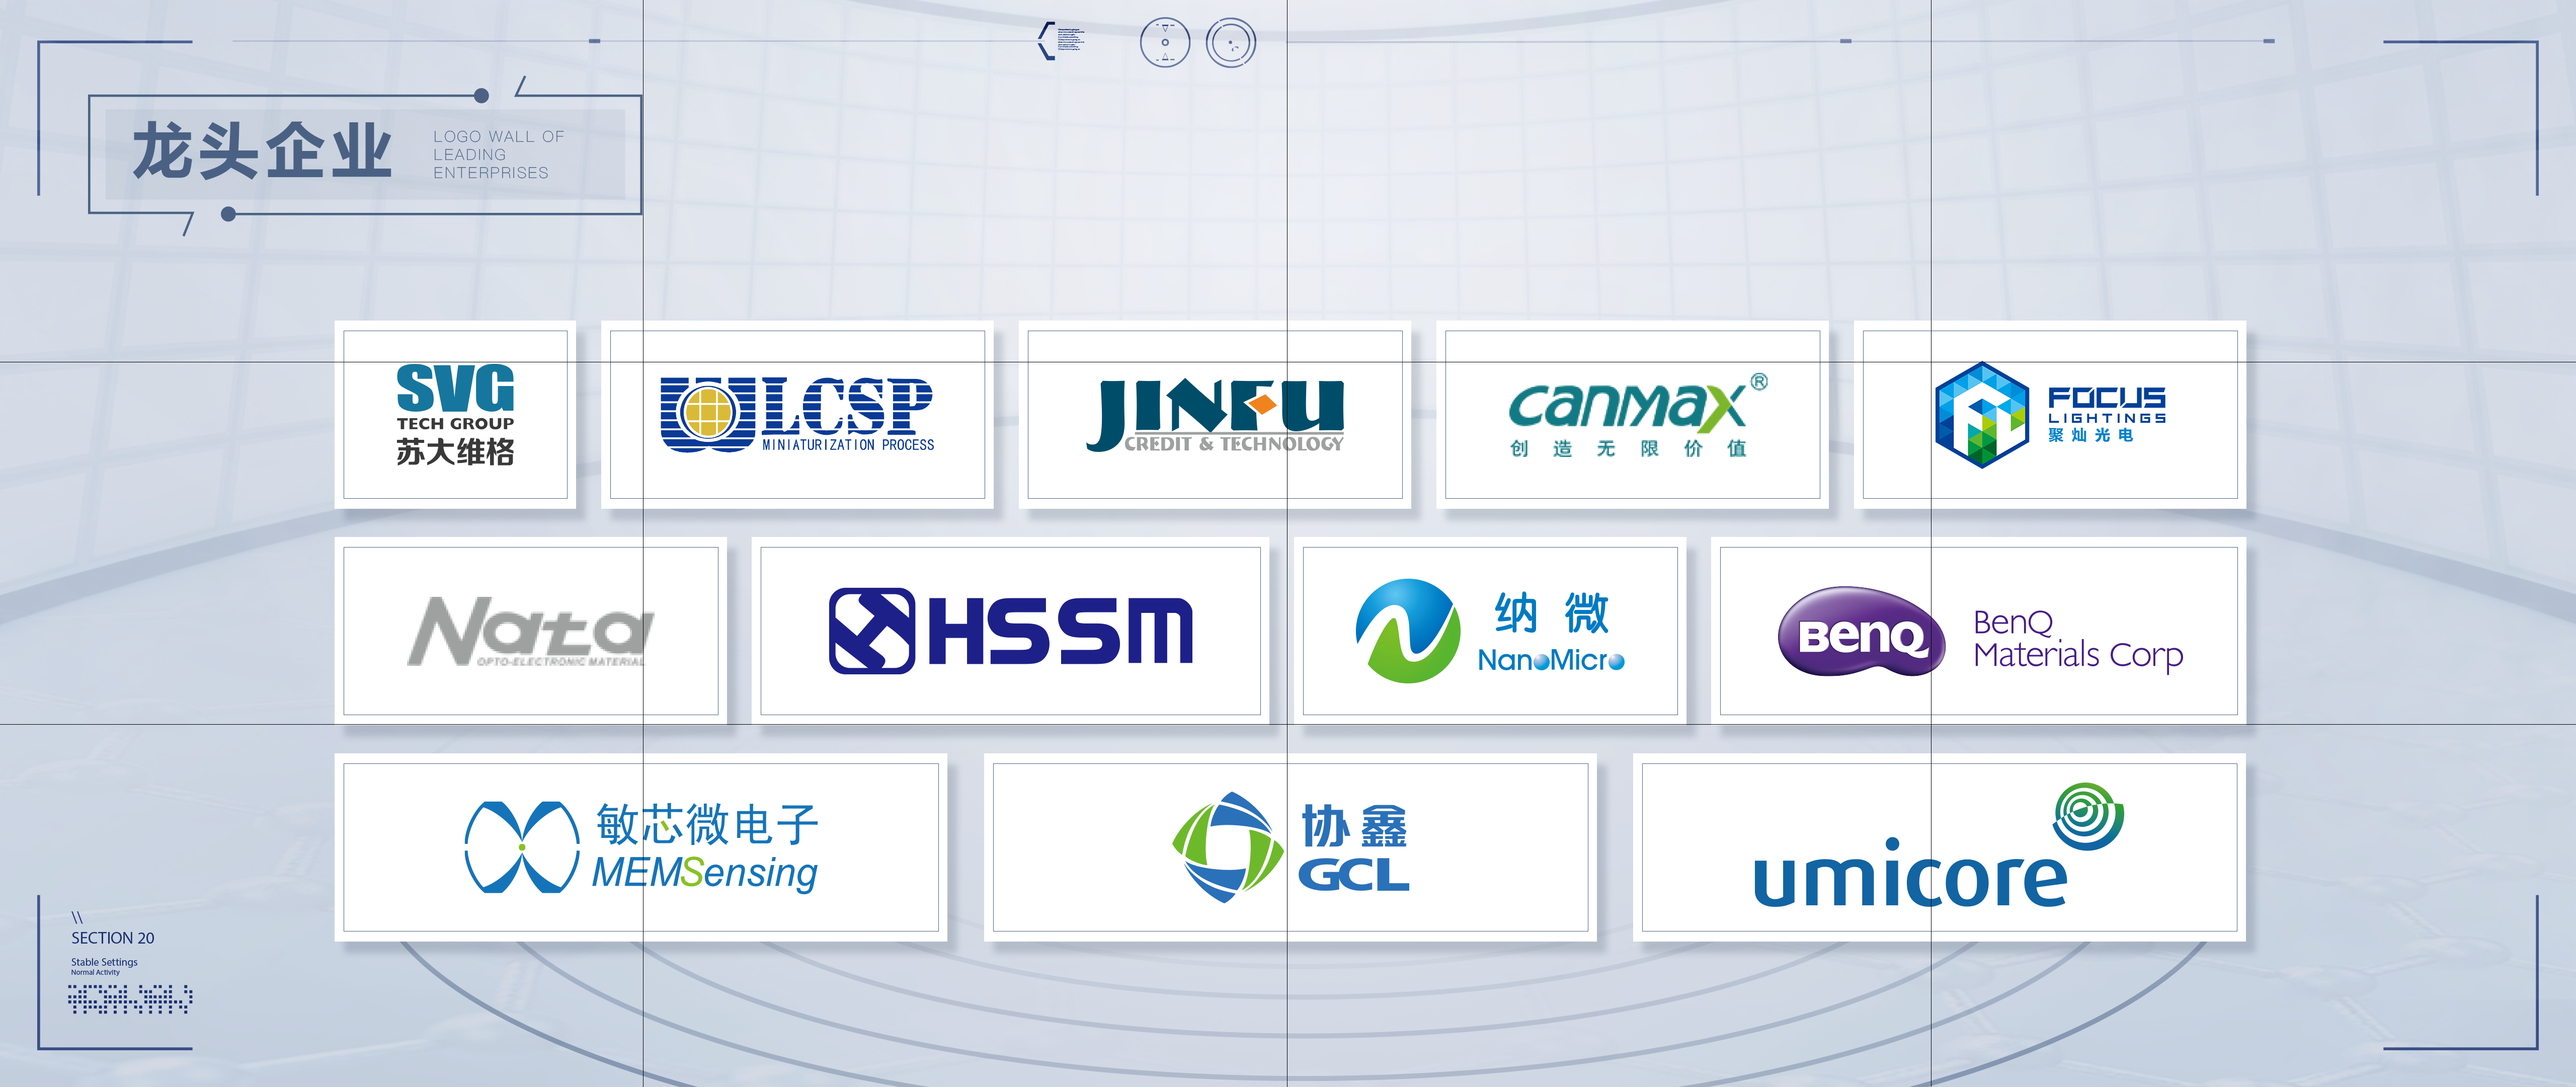 龙头企业
LOGO WALL OF
LEADING
ENTERPRISES
SVG
TECH GROUP
苏大维格
WLCSP
MINIATURIZATION PROCESS
JINFU
CREDIT & TECHNOLOGY
canmax®
创造无限价值
FOCUS
LIGHTINGS
聚灿光电
Nata
OPTO-ELECTRONIC MATERIAL
HSSM
纳微
NanoMicro
BenQ
BenQ
Materials Corp
敏芯微电子
MEMSensing
协鑫
GCL
umicore
\\
SECTION 20
Stable Settings
Normal Activity